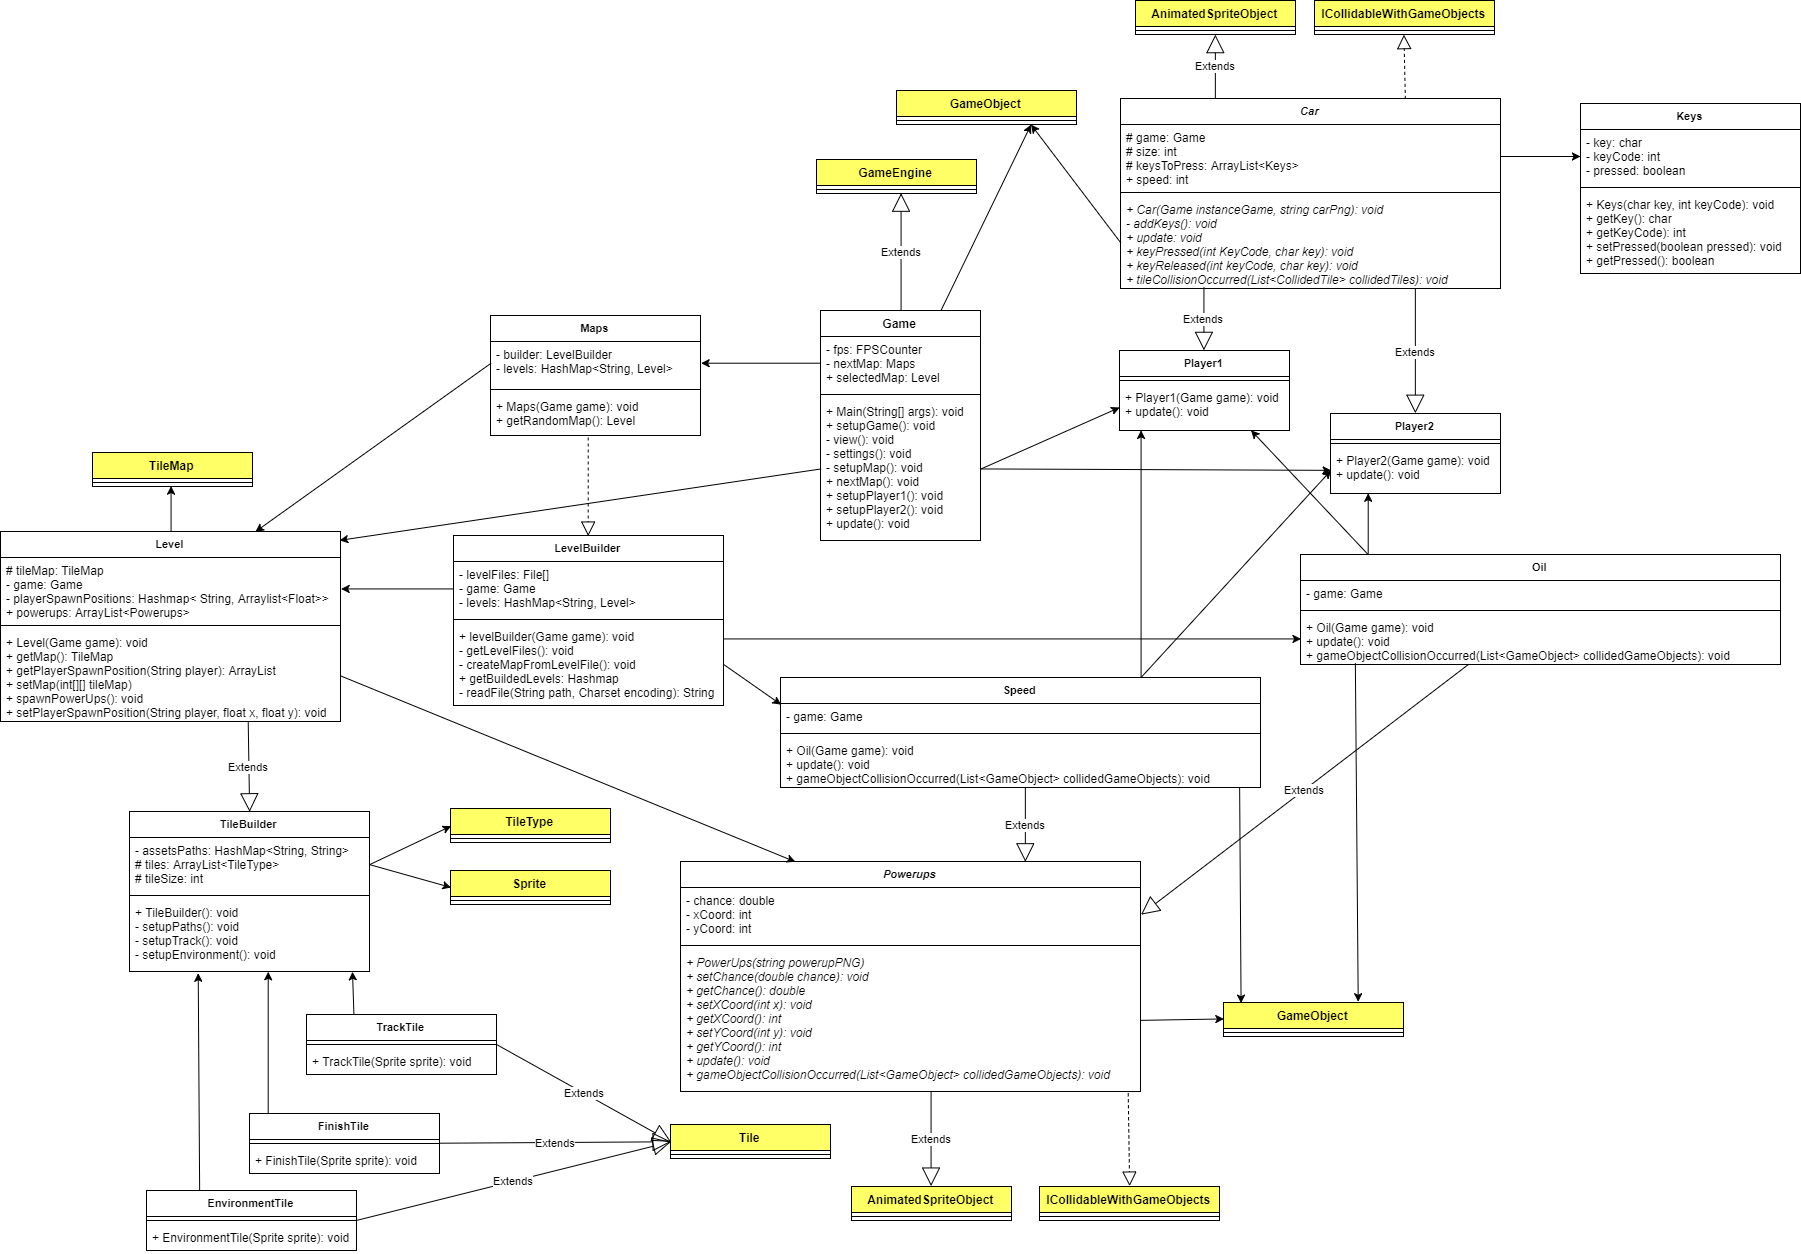 AnimatedSpriteObject
ICollidableWithGameObjects
Extends
GameObject
Car
# game: Game
# size: int
# keysToPress: ArrayList<Keys>
+ speed: int
+ Car(Game instanceGame, string carPng): void
- addKeys(): void
+ update: void
+ keyPressed(int KeyCode, char key): void
+ keyReleased(int keyCode, char key): void
+ tileCollisionOccurred(List<CollidedTile> collidedTiles): void
Keys
- key: char
- keyCode: int
- pressed: boolean
+ Keys(char key, int keyCode): void
+ getKey(): char
+ getKeyCode): int
+ setPressed(boolean pressed): void
+ getPressed(): boolean
GameEngine
Extends
Game
- fps: FPSCounter
- nextMap: Maps
+ selectedMap: Level
+ Main(String[] args): void
+ setupGame(): void
- view(): void
- settings(): void
- setupMap(): void
+ nextMap(): void
+ setupPlayer1(): void
+ setupPlayer2(): void
+ update(): void
Maps
- builder: LevelBuilder
- levels: HashMap<String, Level>
+ Maps(Game game): void
+ getRandomMap(): Level
Extends
Player1
+ Player1(Game game): void
+ update(): void
Extends
Player2
+ Player2(Game game): void
+ update(): void
TileMap
Level
# tileMap: TileMap
- game: Game
- playerSpawnPositions: Hashmap< String, Arraylist<Float>>
+ powerups: ArrayList<Powerups>
+ Level(Game game): void
+ getMap(): TileMap
+ getPlayerSpawnPosition(String player): ArrayList
+ setMap(int[][] tileMap)
+ spawnPowerUps(): void
+ setPlayerSpawnPosition(String player, float x, float y): void
LevelBuilder
- levelFiles: File[]
- game: Game
- levels: HashMap<String, Level>
+ levelBuilder(Game game): void
- getLevelFiles(): void
- createMapFromLevelFile(): void
+ getBuildedLevels: Hashmap
- readFile(String path, Charset encoding): String
Oil
- game: Game
+ Oil(Game game): void
+ update(): void
+ gameObjectCollisionOccurred(List<GameObject> collidedGameObjects): void
Speed
- game: Game
+ Oil(Game game): void
+ update(): void
+ gameObjectCollisionOccurred(List<GameObject> collidedGameObjects): void
Extends
Extends
Extends
TileBuilder
- assetsPaths: HashMap<String, String>
# tiles: ArrayList<TileType>
# tileSize: int
+ TileBuilder(): void
- setupPaths(): void
- setupTrack(): void
- setupEnvironment(): void
TileType
Sprite
Powerups
- chance: double
- xCoord: int
- yCoord: int
+ PowerUps(string powerupPNG)
+ setChance(double chance): void
+ getChance(): double
+ setXCoord(int x): void
+ getXCoord(): int
+ setYCoord(int y): void
+ getYCoord(): int
+ update(): void
+ gameObjectCollisionOccurred(List<GameObject> collidedGameObjects): void
GameObject
TrackTile
+ TrackTile(Sprite sprite): void
Extends
FinishTile
+ FinishTile(Sprite sprite): void
Extends
Tile
Extends
EnvironmentTile
+ EnvironmentTile(Sprite sprite): void
Extends
AnimatedSpriteObject
ICollidableWithGameObjects